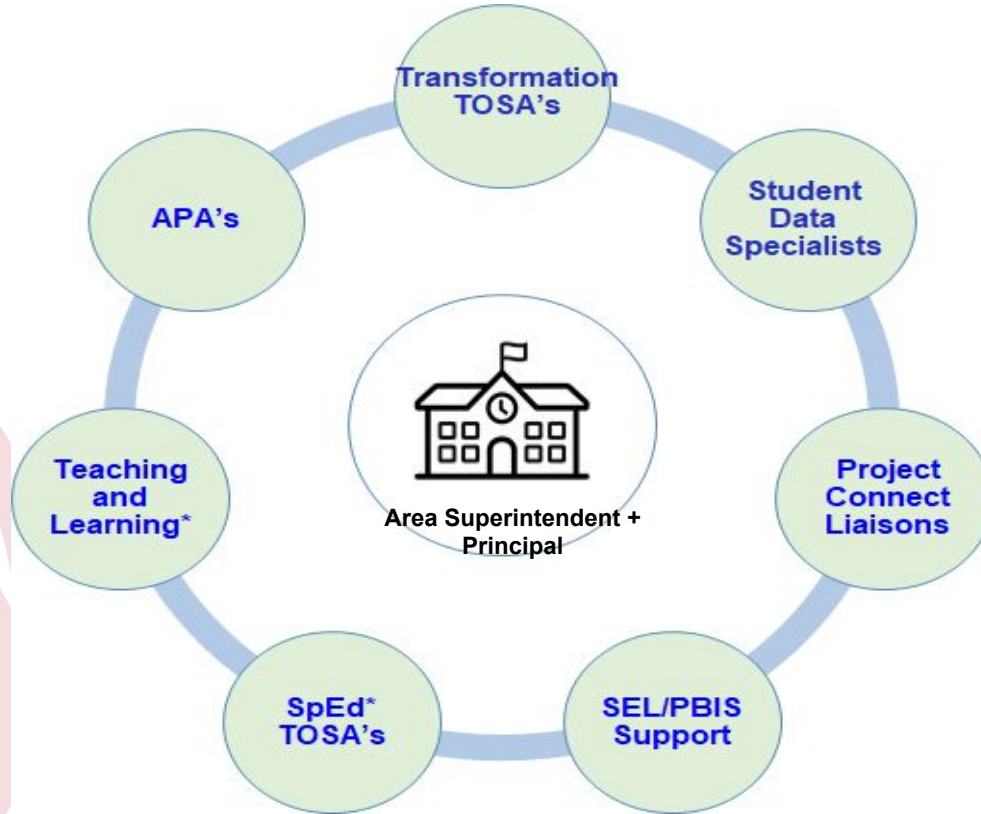 Transformation
TOSA's
Student
Data
Specialists
Project
Connect
Liaisons
SEL/PBIS
Support
SpEd*
TOSA's
Teaching
and
Learning*
APA's
Area Superintendent +
Principal